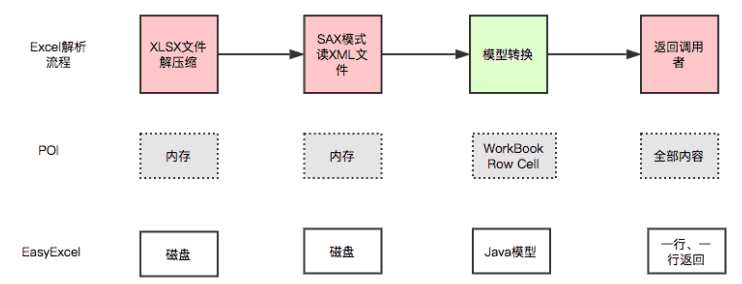 Excel解析
流程
XLSX文件
解压缩
SAX模式
读XML文
件
模型转换
返回调用
者
POI
内存
内存
WorkBook
Row Cell
全部内容
EasyExcel
磁盘
磁盘
Java模型
一行、一
行返回